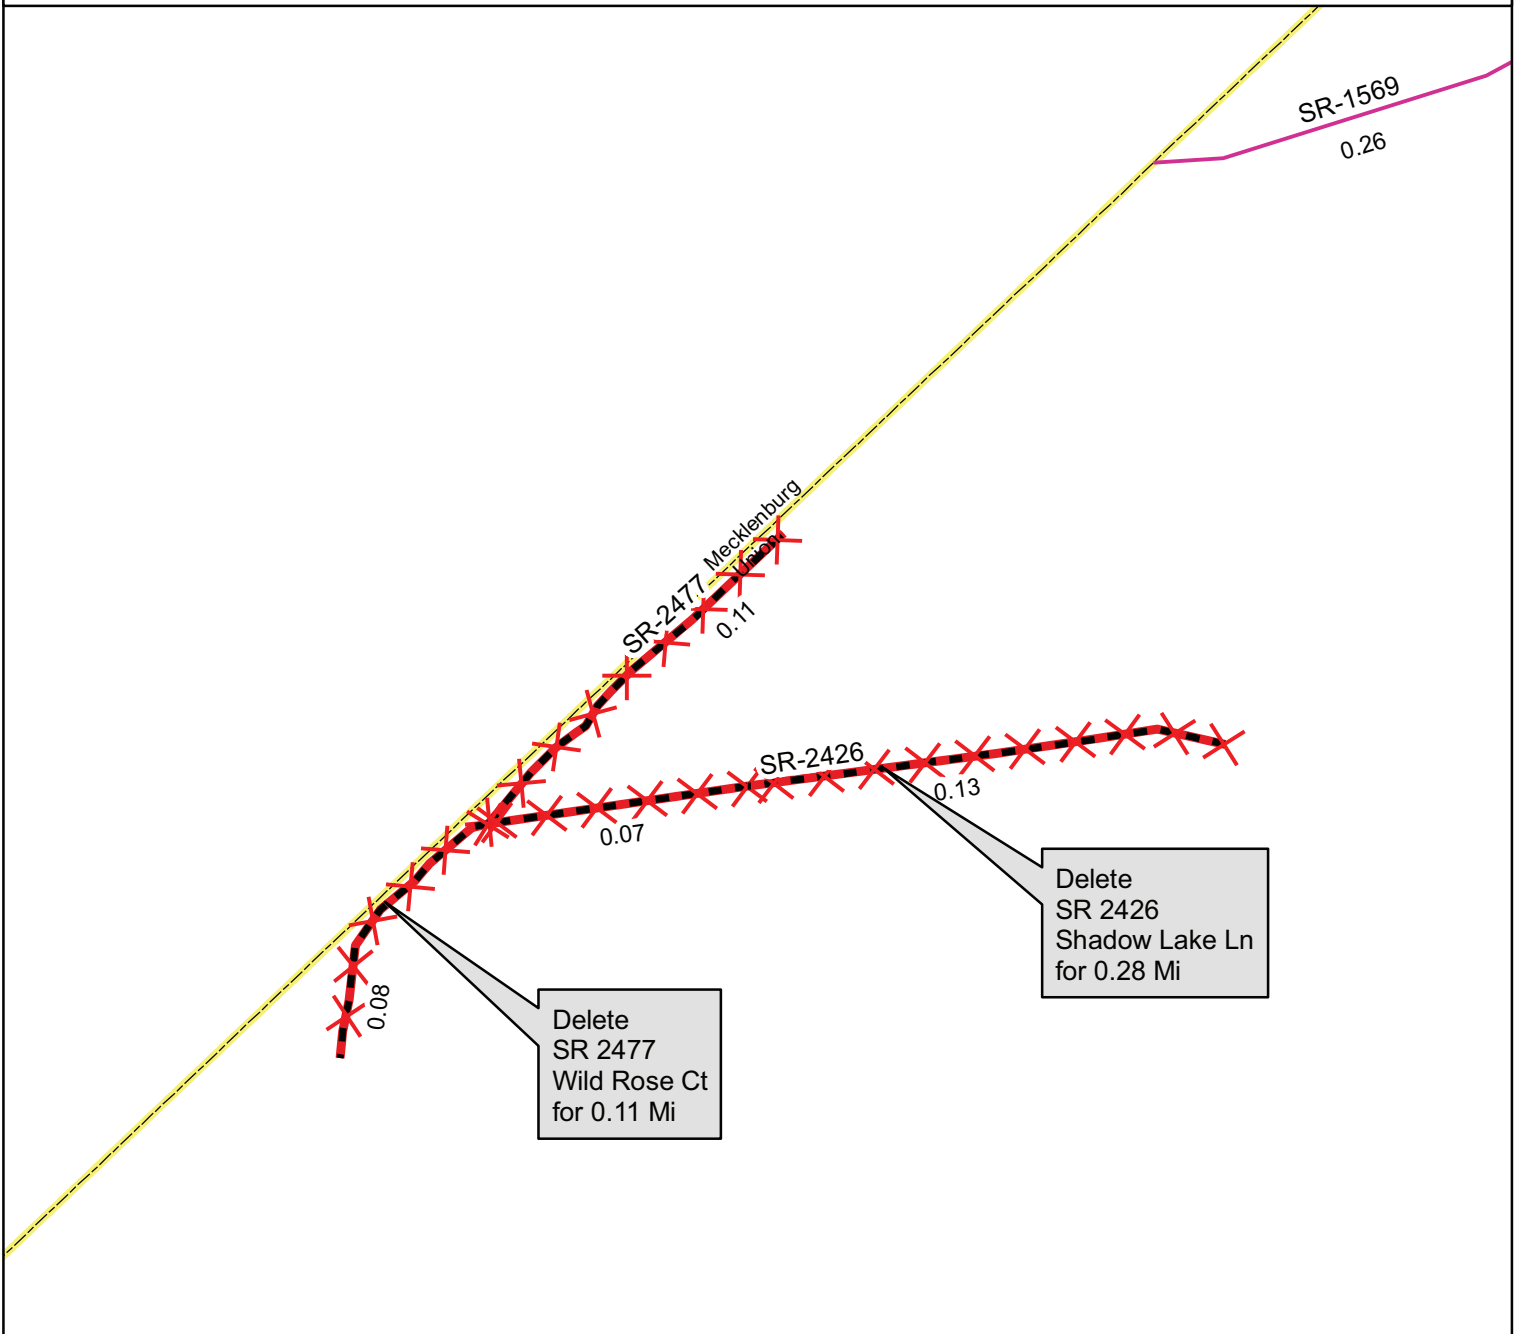 SR-1569
0.26
Mecklenburg
Union
SR-2477
0.11
SR-2426
0.13
0.07
Delete
SR 2426
Shadow Lake Ln
for 0.28 Mi
0.08
Delete
SR 2477
Wild Rose Ct
for 0.11 Mi